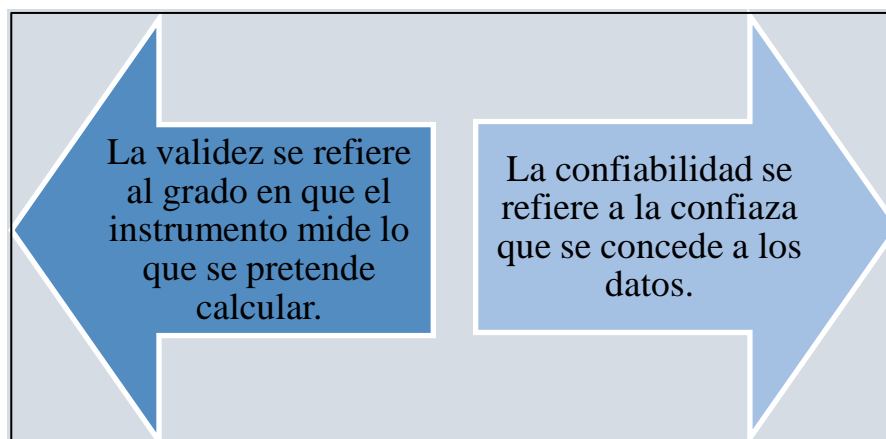 La validez se refiere
al grado en que el
instrumento mide lo
que se pretende
calcular.
La confiabilidad se
refiere a la confiaza
que se concede a los
datos.